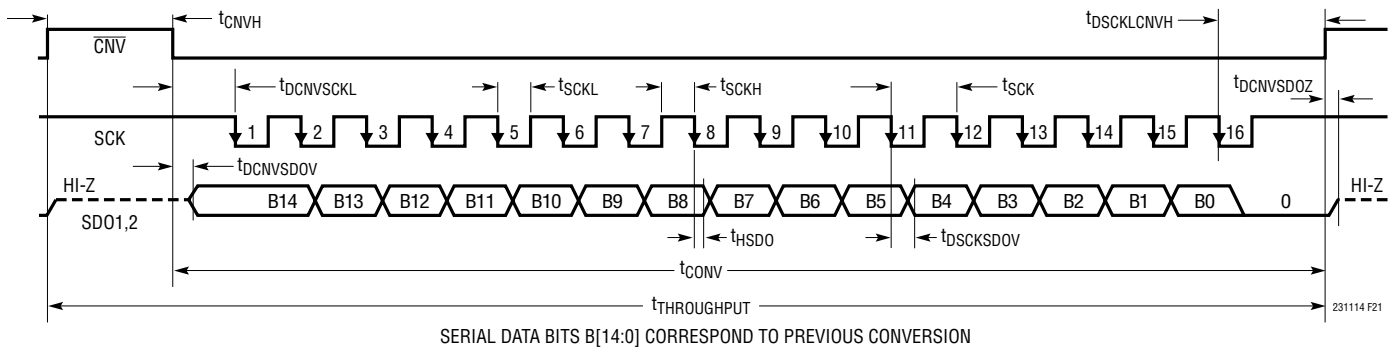 tCNVH
tDSCKLCNVH
CNV
tDCNVSCKL
tSCKL
tSCKH
tSCK
tDCNVSDOZ
SCK
1 2 3 4 5 6 7 8 9 10 11 12 13 14 15 16
tDCNVSDOV
HI-Z
HI-Z
B14 B13 B12 B11 B10 B9 B8 B7 B6 B5 B4 B3 B2 B1 B0 0
SDO1,2
tHSDO
tDSCKSDOV
tCONV
tTHROUGHPUT
231114 F21
SERIAL DATA BITS B[14:0] CORRESPOND TO PREVIOUS CONVERSION